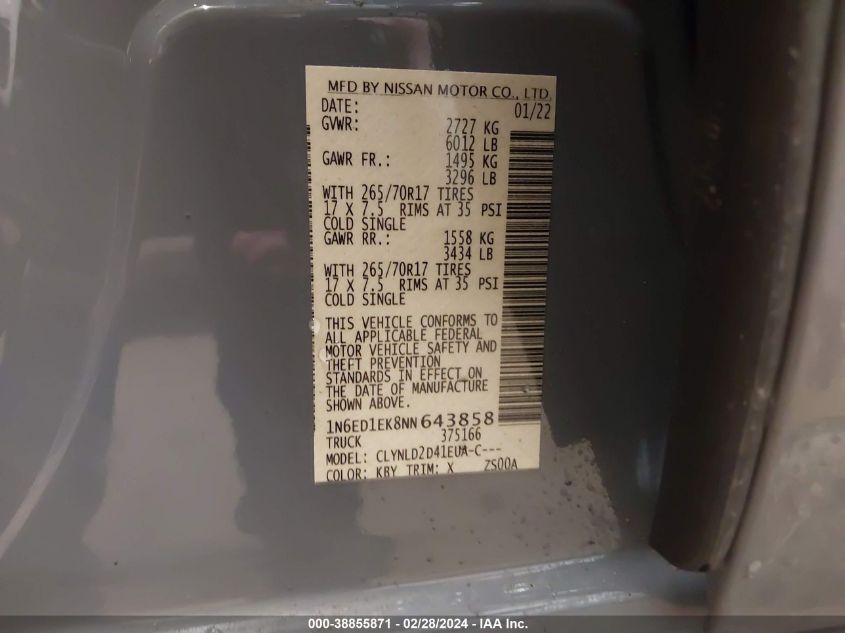 MFD BY NISSAN MOTOR CO., LTD.
DATE: 01/22
GVWR: 2727 KG
6012 LB
GAWR FR.: 1495 KG
3296 LB
WITH 265/70R17 TIRES
17 X 7.5 RIMS AT 35 PSI
COLD SINGLE
GAWR RR.: 1558 KG
3434 LB
WITH 265/70R17 TIRES
17 X 7.5 RIMS AT 35 PSI
COLD SINGLE
THIS VEHICLE CONFORMS TO
ALL APPLICABLE FEDERAL
MOTOR VEHICLE SAFETY AND
THEFT PREVENTION
STANDARDS IN EFFECT ON
THE DATE OF MANUFACTURE
SHOWN ABOVE.
1N6ED1EK8NN643858
TRUCK 375166
MODEL: CLYNLD2D41EUA-C---
COLOR: KBY TRIM: X ZS00A
000-38855871 / 02/28/2024 - IAA Inc.